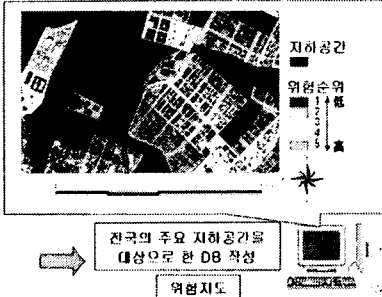 지하공간
위험순위
1 低
2
3
4
5 高
전국의 주요 지하공간을
대상으로 한 DB 작성
위험지도